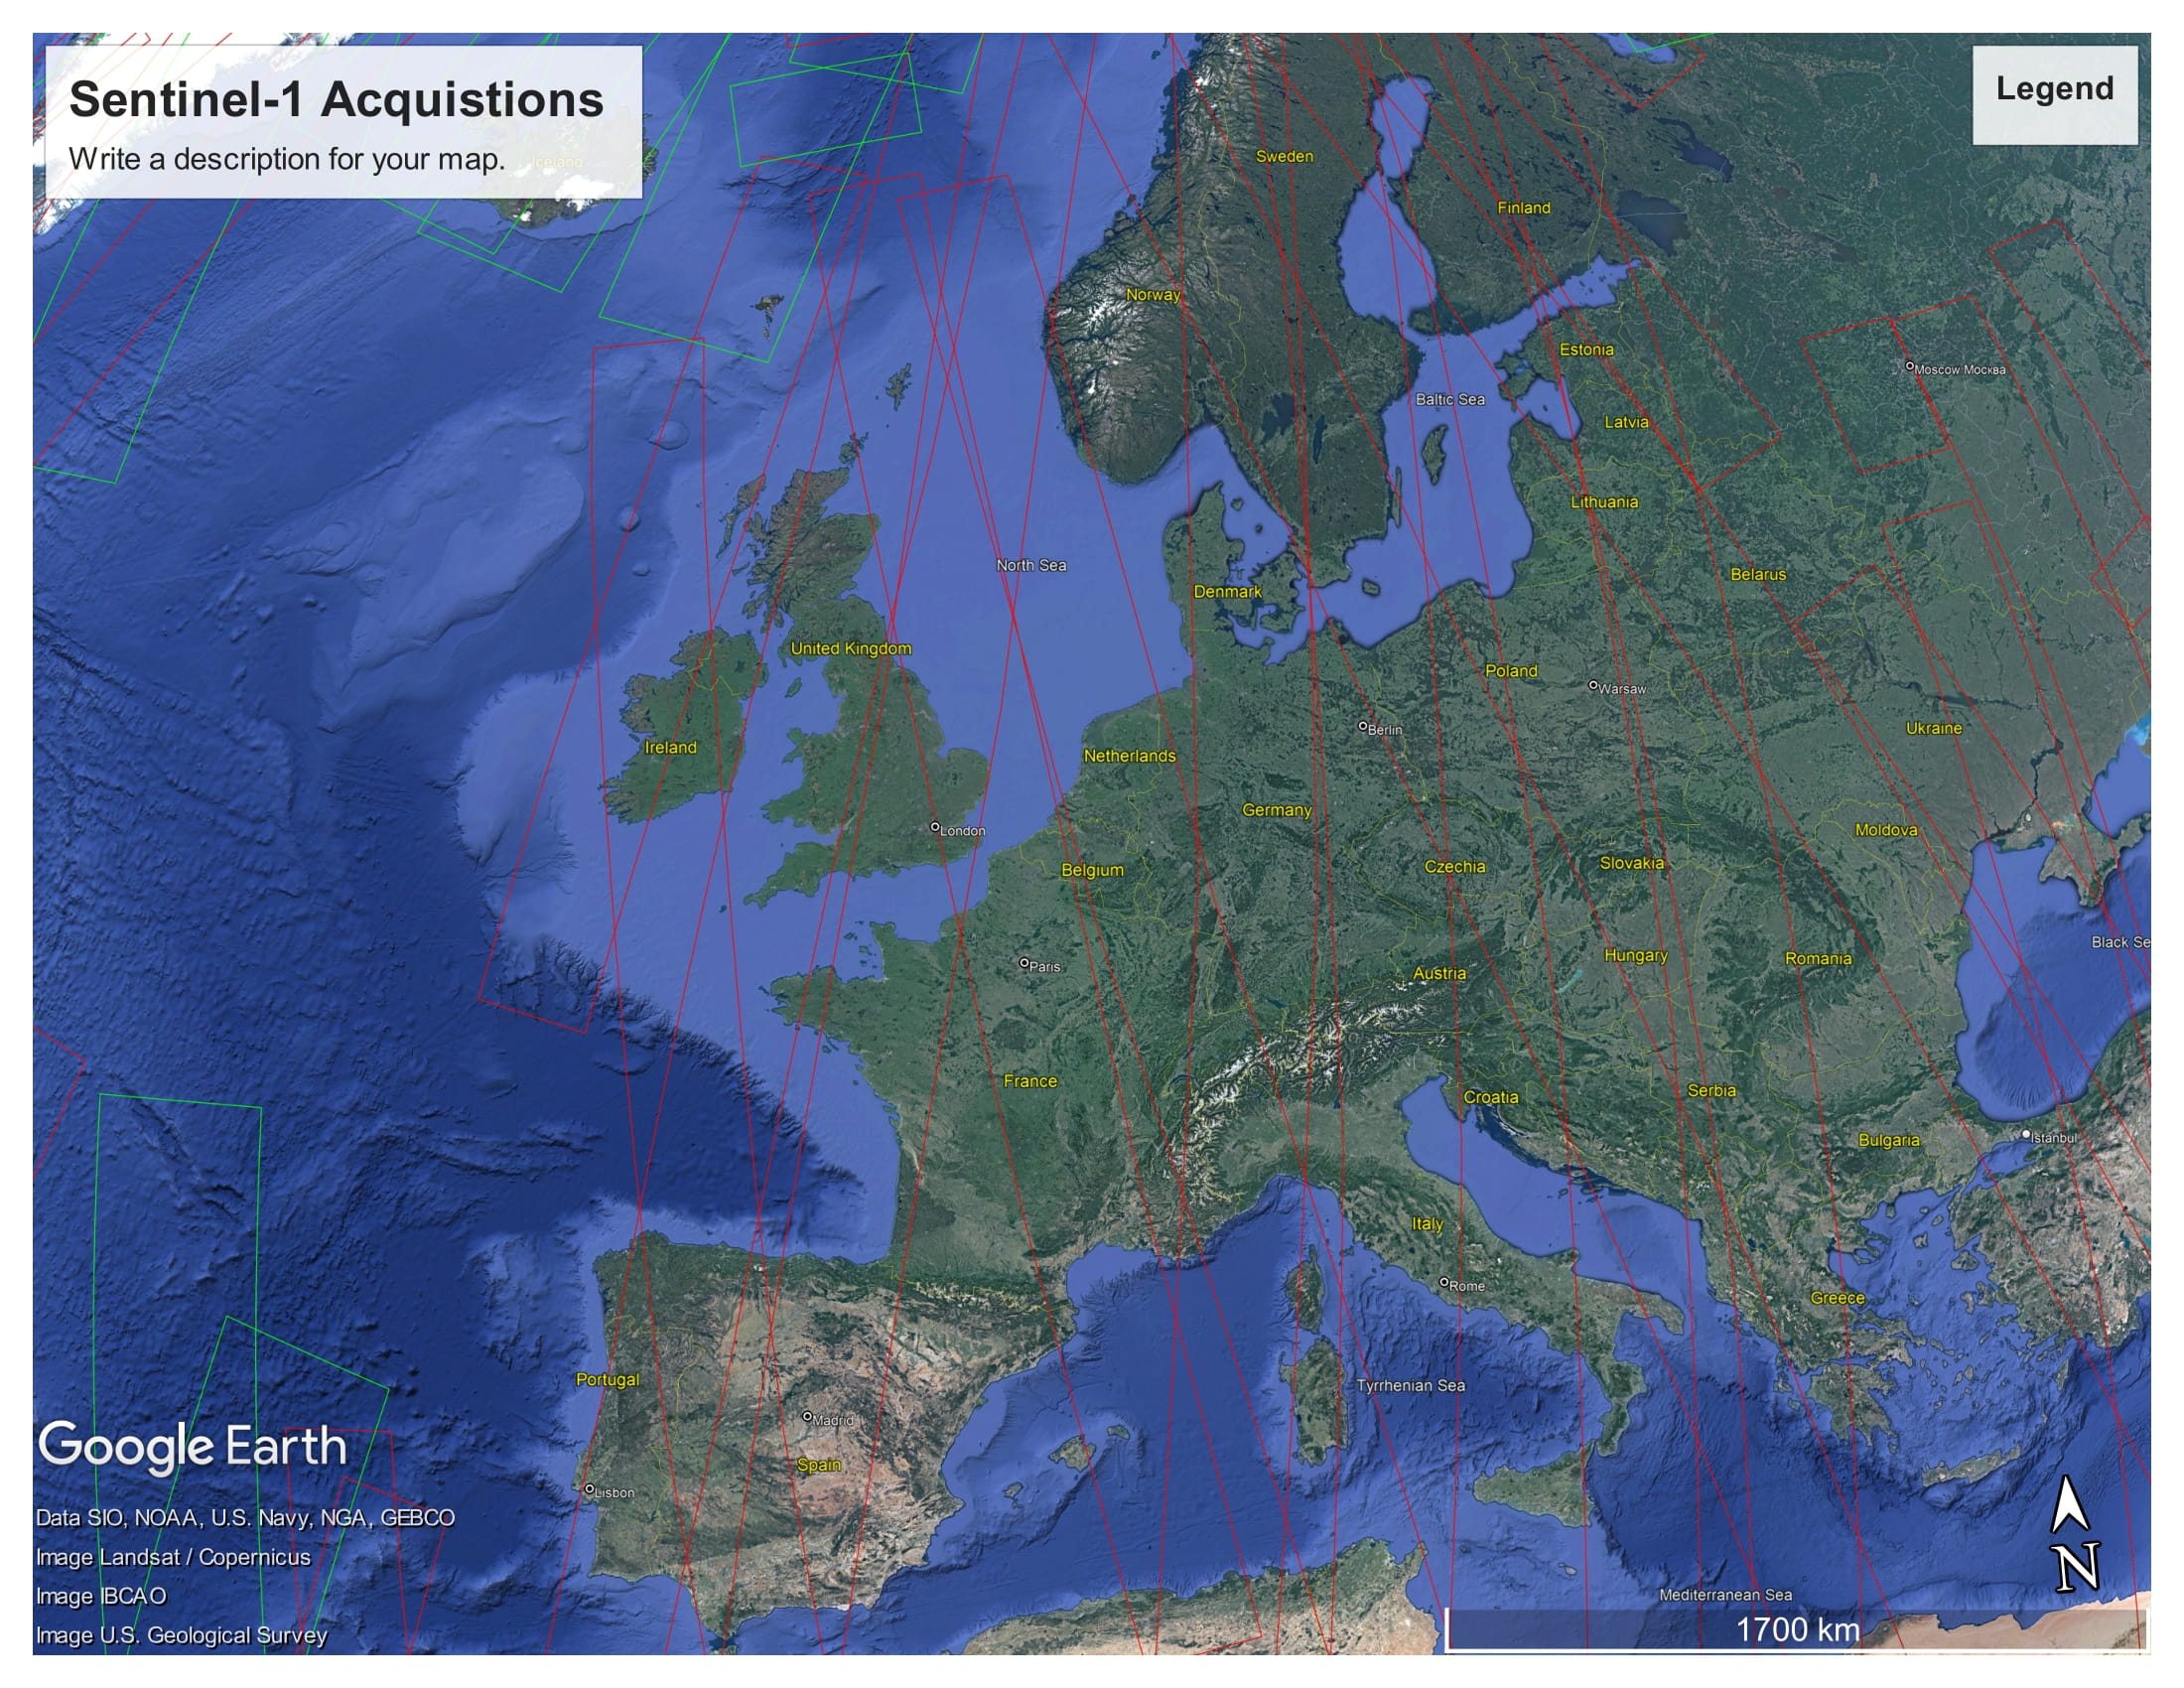 Sentinel-1 Acquistions
Write a description for your map.
Iceland
Legend
Sweden
Finland
Norway
Estonia
Moscow Москва
Baltic Sea
Latvia
Lithuania
North Sea
Belarus
Denmark
United Kingdom
Poland
Warsaw
Ukraine
Berlin
Ireland
Netherlands
Germany
London
Moldova
Belgium
Czechia
Slovakia
Black Se
Paris
Hungary
Romania
Austria
France
Serbia
Croatia
Istanbul
Bulgaria
Italy
Rome
Greece
Portugal
Tyrrhenian Sea
Madrid
Google Earth
Spain
Lisbon
Data SIO, NOAA, U.S. Navy, NGA, GEBCO
Image Landsat / Copernicus
Image IBCAO
Image U.S. Geological Survey
N
Mediterranean Sea
1700 km